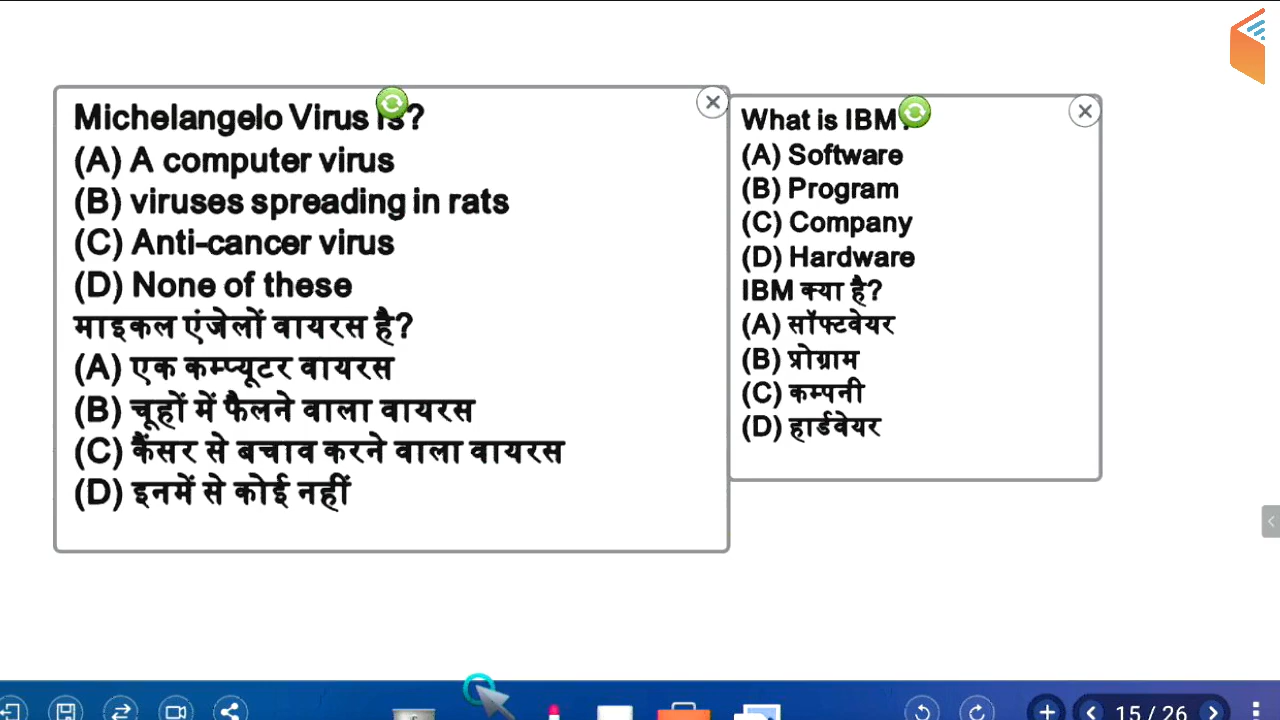 Michelangelo Virus is?
(A) A computer virus
(B) viruses spreading in rats
(C) Anti-cancer virus
(D) None of these
माइकल एंजेलों वायरस है?
(A) एक कम्प्यूटर वायरस
(B) चूहों में फैलने वाला वायरस
(C) कैंसर से बचाव करने वाला वायरस
(D) इनमें से कोई नहीं
What is IBM?
(A) Software
(B) Program
(C) Company
(D) Hardware
IBM क्या है?
(A) सॉफ्टवेयर
(B) प्रोग्राम
(C) कम्पनी
(D) हार्डवेयर
15 / 26